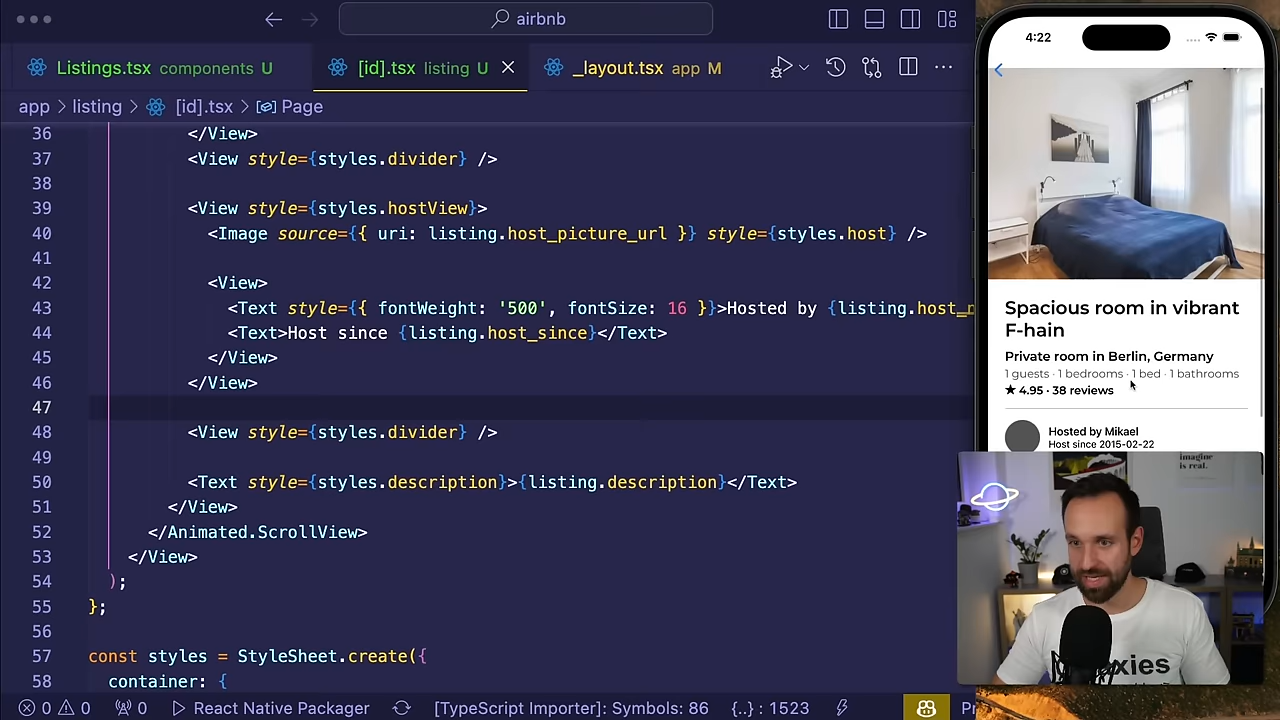 airbnb
Listings.tsx components U
[id].tsx listing U
_layout.tsx app M
app > listing > [id].tsx > Page
36 </View>
37 <View style={styles.divider} />
38
39 <View style={styles.hostView}>
40 <Image source={{ uri: listing.host_picture_url }} style={styles.host} />
41
42 <View>
43 <Text style={{ fontWeight: '500', fontSize: 16 }}>Hosted by {listing.host_n
44 <Text>Host since {listing.host_since}</Text>
45 </View>
46 </View>
47
48 <View style={styles.divider} />
49
50 <Text style={styles.description}>{listing.description}</Text>
51 </View>
52 </Animated.ScrollView>
53 </View>
54 );
55 };
56
57 const styles = StyleSheet.create({
58 container: {
0 0 0 React Native Packager [TypeScript Importer]: Symbols: 86 {..} : 1523 Pr
4:22
Spacious room in vibrant
F-hain
Private room in Berlin, Germany
1 guests · 1 bedrooms · 1 bed · 1 bathrooms
★ 4.95 · 38 reviews
Hosted by Mikael
Host since 2015-02-22
imagine
is real.